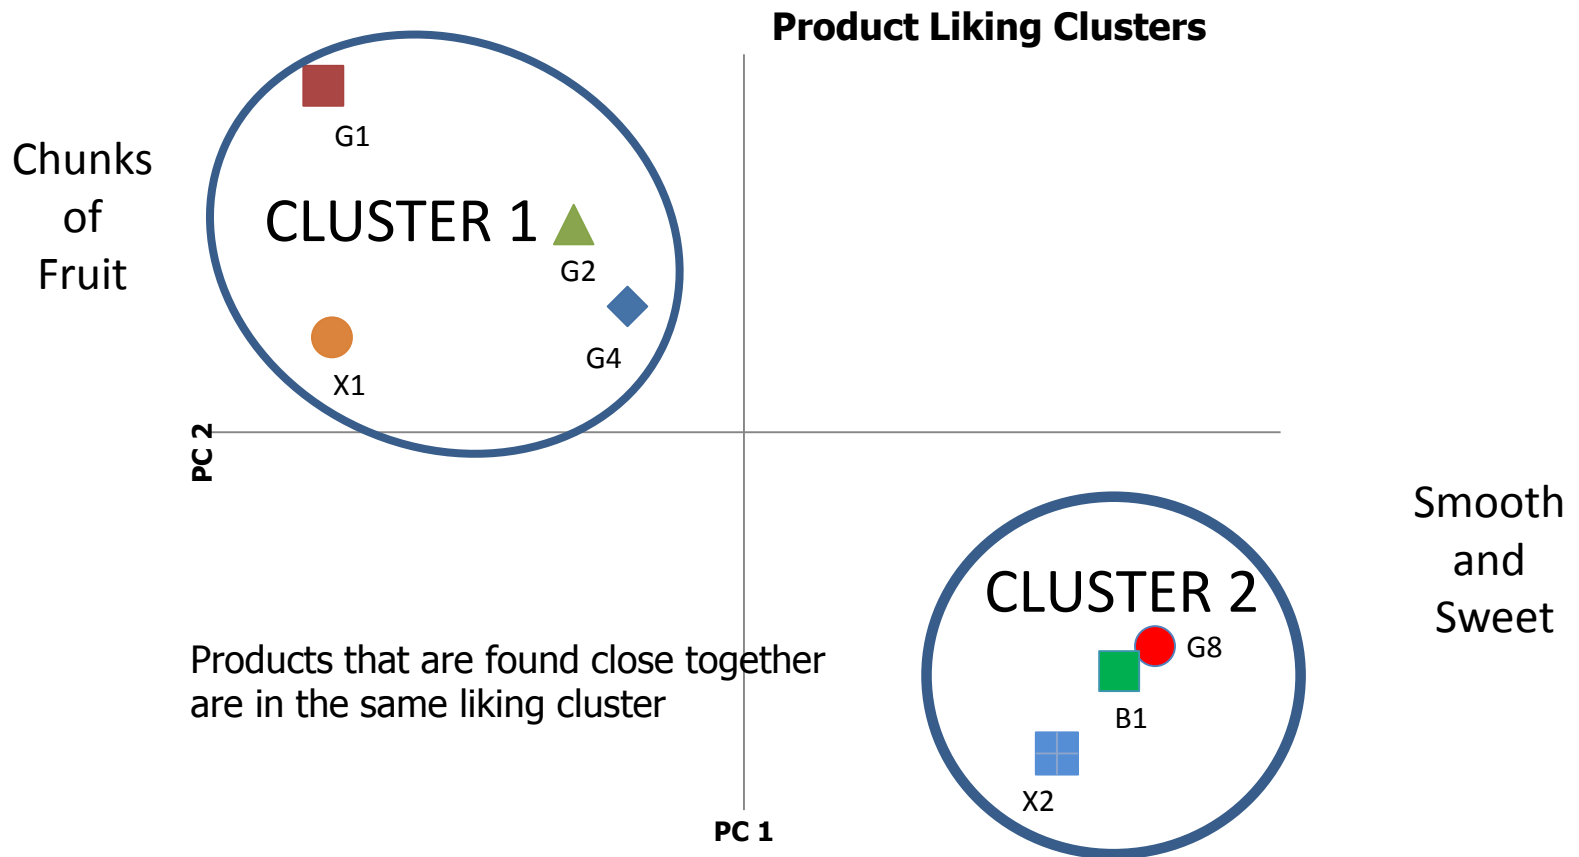 Product Liking Clusters
Chunks
of
Fruit
G1
CLUSTER 1
G2
G4
X1
PC 2
Smooth
and
Sweet
CLUSTER 2
G8
B1
X2
Products that are found close together
are in the same liking cluster
PC 1